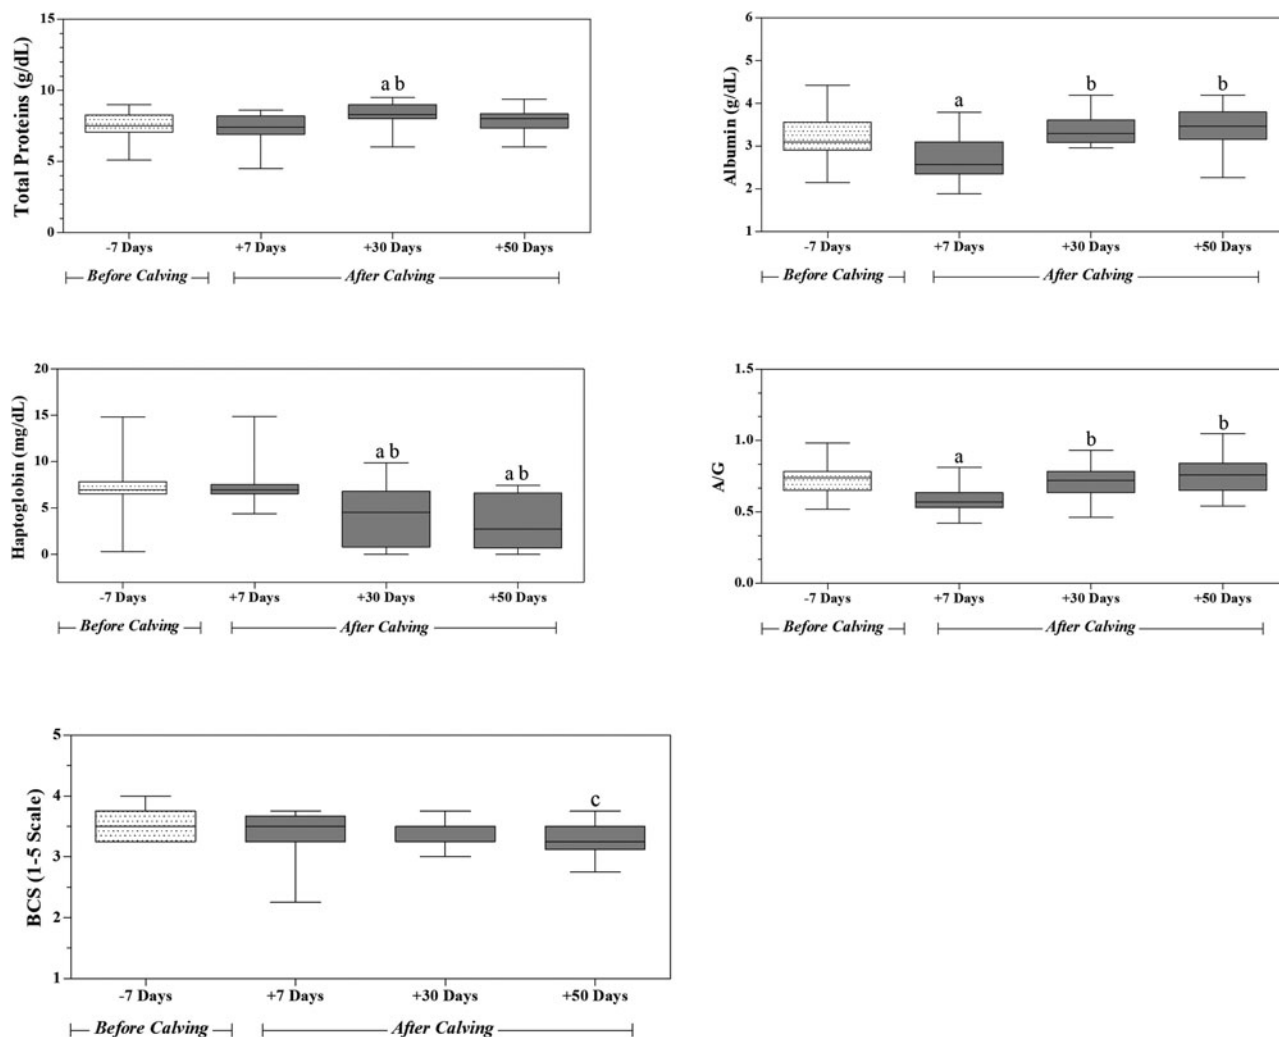 Total Proteins (g/dL)
15
10
5
0
a b
-7 Days +7 Days +30 Days +50 Days
Before Calving After Calving
Albumin (g/dL)
6
5
4
3
2
1
a b b
-7 Days +7 Days +30 Days +50 Days
Before Calving After Calving
Haptoglobin (mg/dL)
20
15
10
5
0
a b a b
-7 Days +7 Days +30 Days +50 Days
Before Calving After Calving
A/G
1.5
1.0
0.5
0.0
a b b
-7 Days +7 Days +30 Days +50 Days
Before Calving After Calving
BCS (1-5 Scale)
5
4
3
2
1
c
-7 Days +7 Days +30 Days +50 Days
Before Calving After Calving